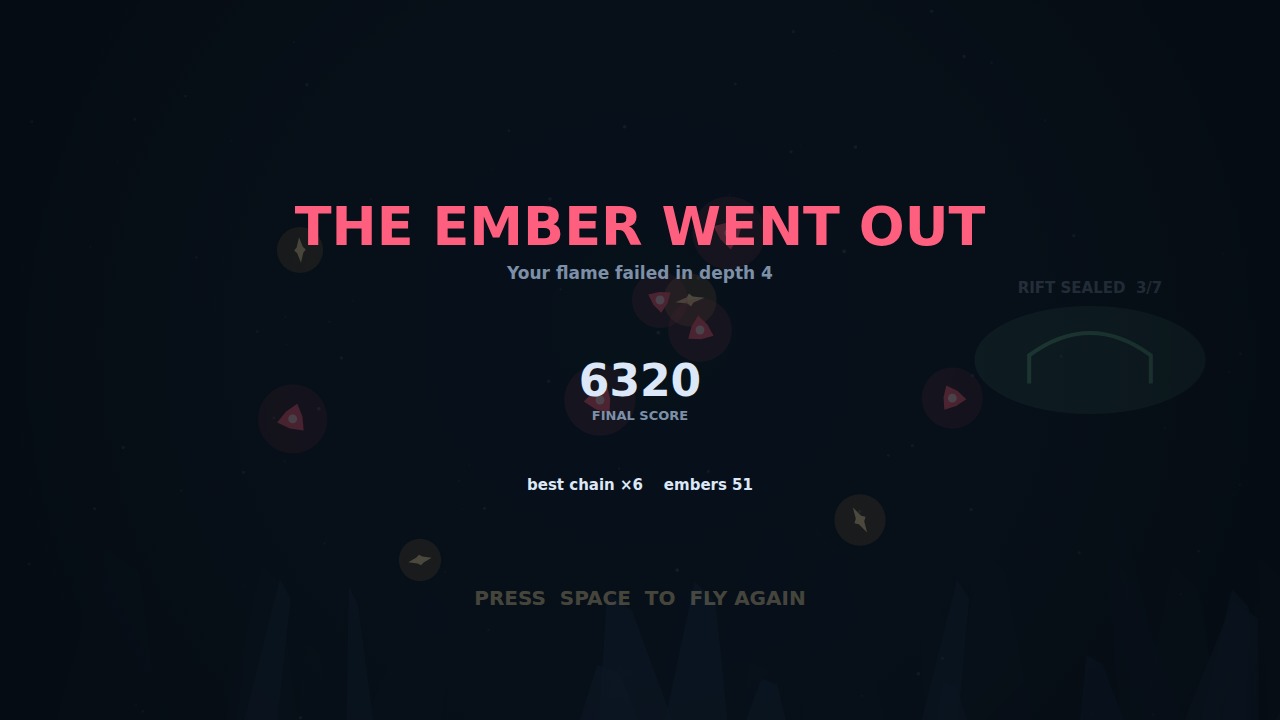 THE EMBER WENT OUT
Your flame failed in depth 4
RIFT SEALED 3/7
6320
FINAL SCORE
best chain ×6 embers 51
PRESS SPACE TO FLY AGAIN